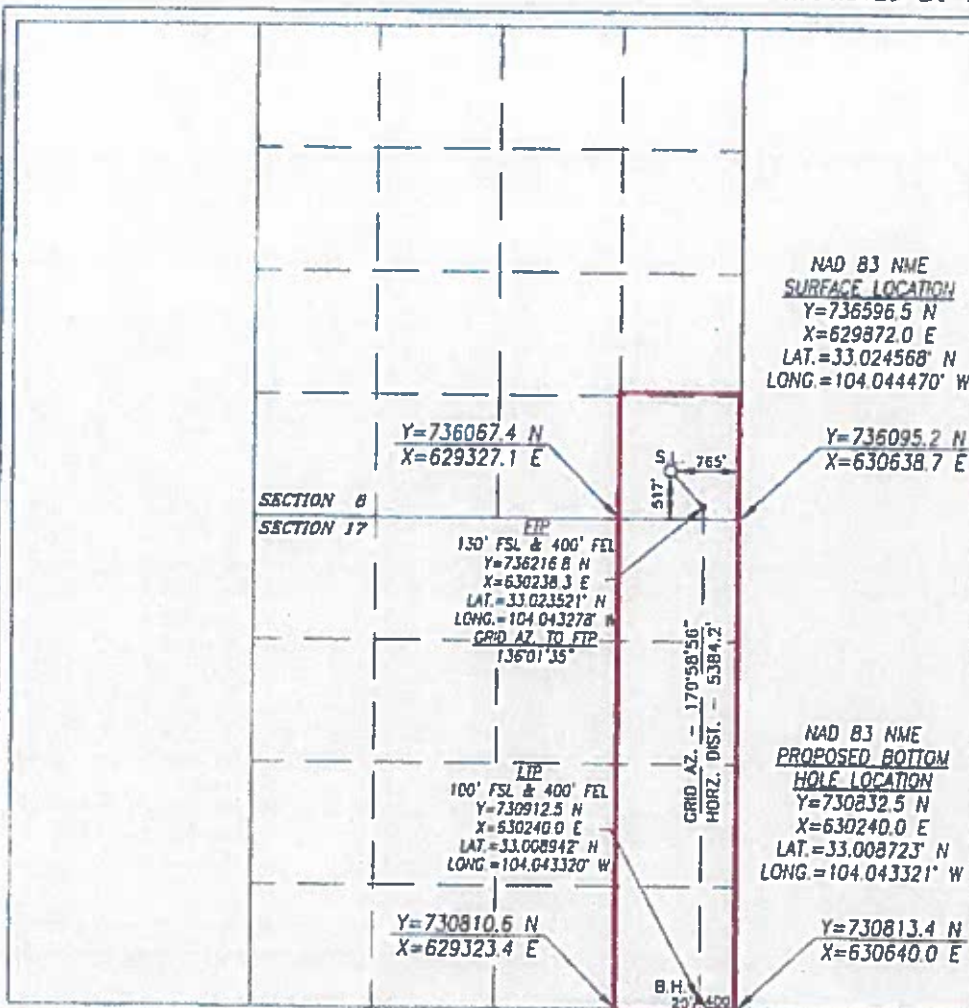 NAD 83 NME
SURFACE LOCATION
Y=736596.5 N
X=629872.0 E
LAT.=33.024568° N
LONG.=104.044470° W
Y=736067.4 N
X=629327.1 E
S.L.
765'
517'
Y=736095.2 N
X=630638.7 E
SECTION 8
SECTION 17
FTP
130' FSL & 400' FEL
Y=736216.8 N
X=630238.3 E
LAT.=33.023521° N
LONG.=104.043278° W
GRID AZ. TO FTP
136°01'35"
GRID AZ. - 170°58'56"
HORZ. DIST. - 5384.2'
NAD 83 NME
PROPOSED BOTTOM
HOLE LOCATION
Y=730832.5 N
X=630240.0 E
LAT.=33.008723° N
LONG.=104.043321° W
LTP
100' FSL & 400' FEL
Y=730912.5 N
X=630240.0 E
LAT.=33.008942° N
LONG.=104.043320° W
Y=730810.6 N
X=629323.4 E
Y=730813.4 N
X=630640.0 E
B.H.
20'
400'